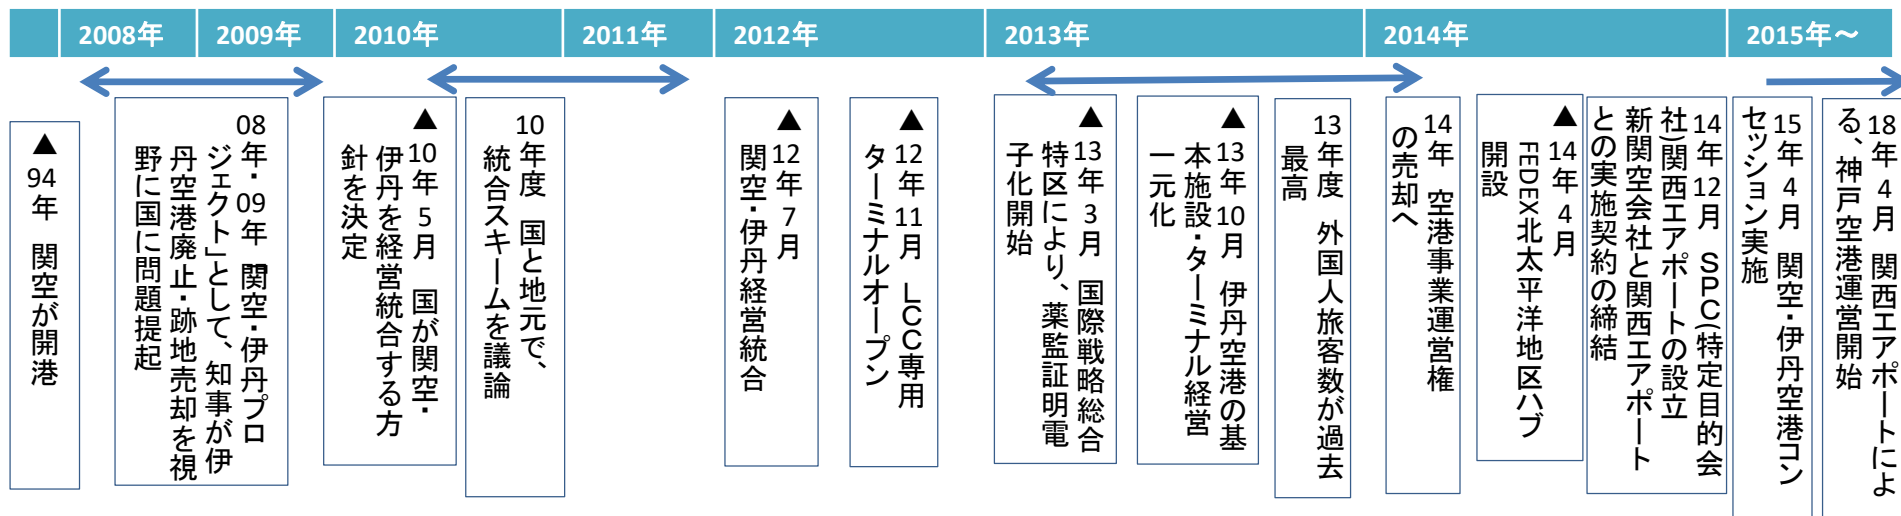 2008年
2009年
2010年
2011年
2012年
2013年
2014年
2015年～
▲
94年 関空が開港
08年・09年 「関空・伊丹プロ
ジェクト」として、知事が伊
丹空港廃止・跡地売却を視
野に国に問題提起
▲
10年5月 国が関空・
伊丹を経営統合する方
針を決定
10年度 国と地元で、
統合スキームを議論
▲
12年7月
関空・伊丹経営統合
▲
12年11月 LCC専用
ターミナルオープン
▲
13年3月 国際戦略総合
特区により、薬監証明電
子化開始
▲
13年10月 伊丹空港の基
本施設・ターミナル経営
一元化
13年度 外国人旅客数が過去
最高
14年 空港事業運営権
の売却へ
▲
14年4月
FEDEX北太平洋地区ハブ
開設
14年12月 SPC(特定目的会
社)関西エアポートの設立
新関空会社と関西エアポート
との実施契約の締結
15年4月 関空・伊丹空港コン
セッション実施
18年4月 関西エアポートによ
る、神戸空港運営開始